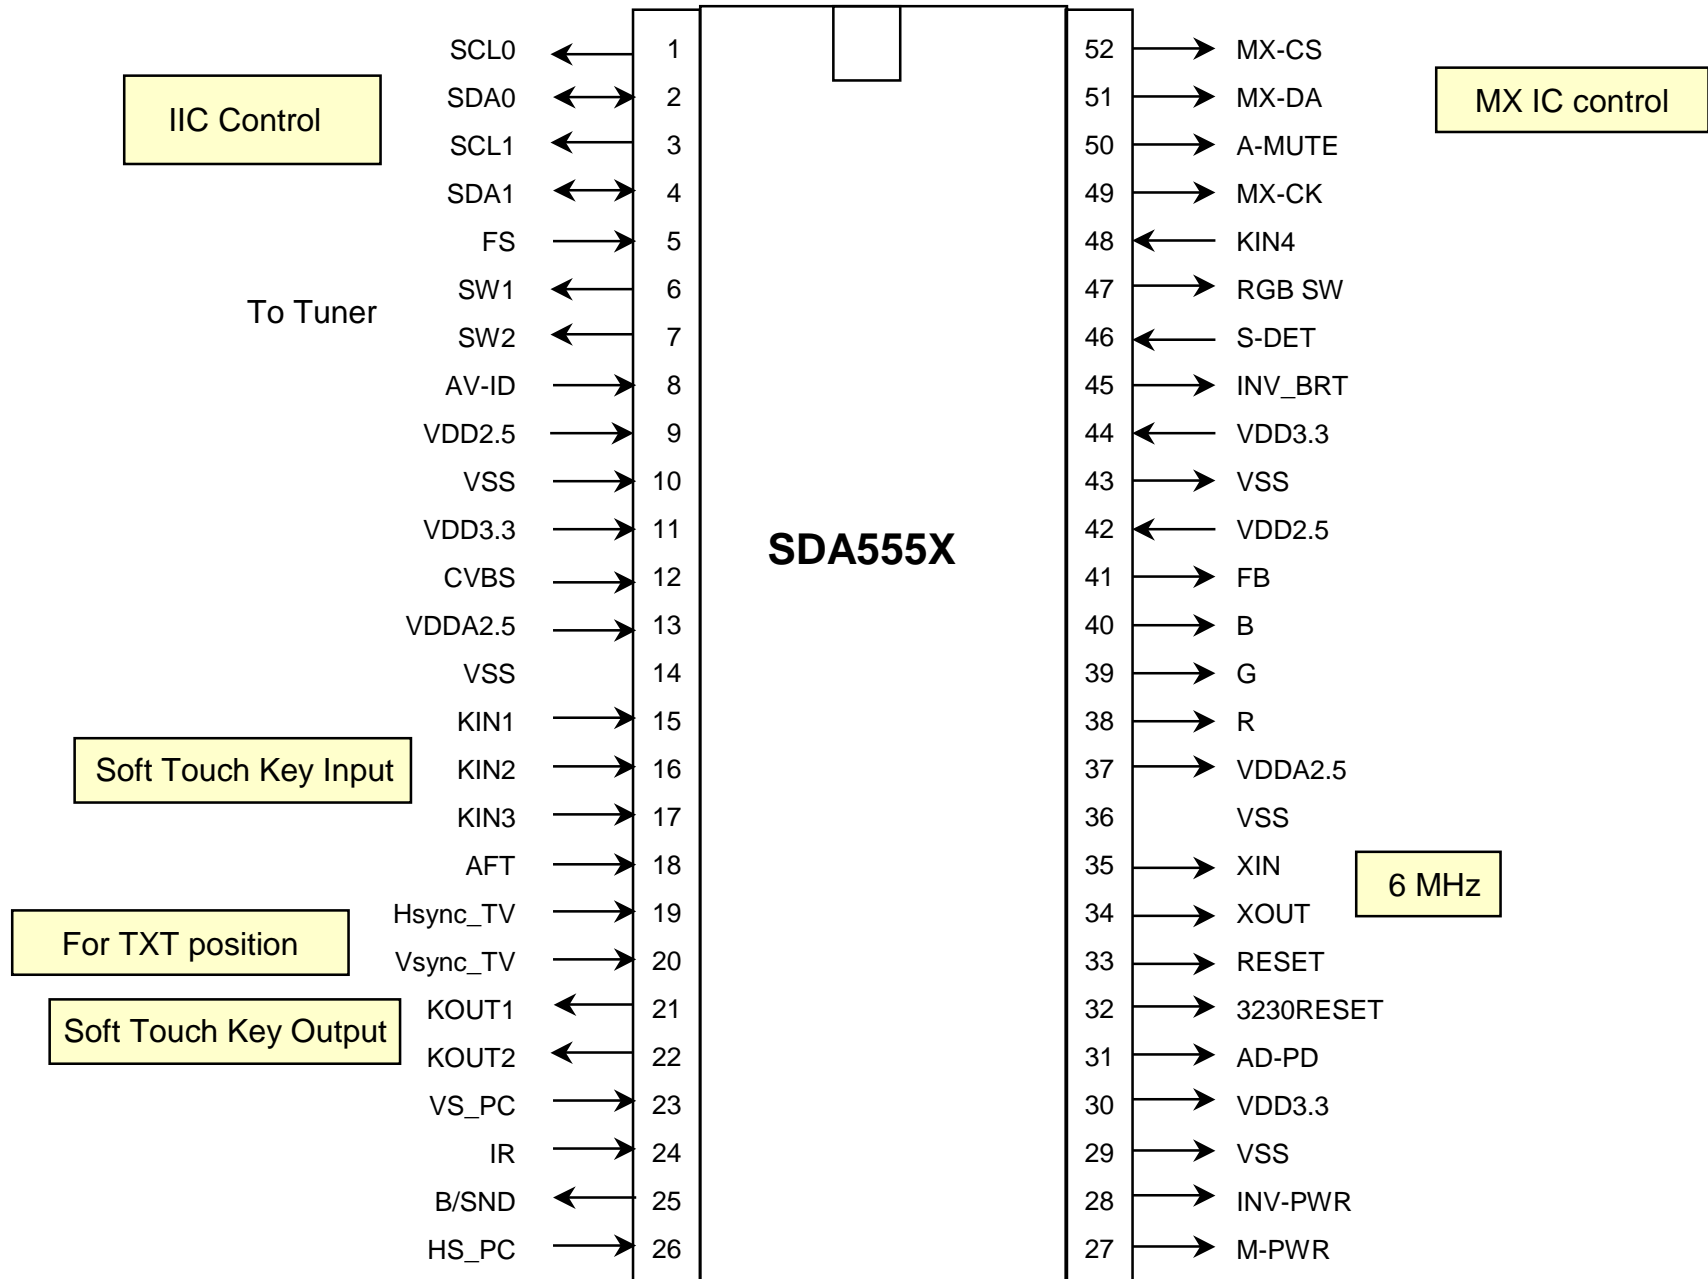 SCL0 1 52 MX-CS
SDA0 2 51 MX-DA
IIC Control
MX IC control
SCL1 3 50 A-MUTE
SDA1 4 49 MX-CK
FS 5 48 KIN4
SW1 6 47 RGB SW
To Tuner
SW2 7 46 S-DET
AV-ID 8 45 INV_BRT
VDD2.5 9 44 VDD3.3
VSS 10 43 VSS
VDD3.3 11 42 VDD2.5
SDA555X
CVBS 12 41 FB
VDDA2.5 13 40 B
VSS 14 39 G
KIN1 15 38 R
Soft Touch Key Input
KIN2 16 37 VDDA2.5
KIN3 17 36 VSS
AFT 18 35 XIN
6 MHz
Hsync_TV 19 34 XOUT
For TXT position
Vsync_TV 20 33 RESET
KOUT1 21 32 3230RESET
Soft Touch Key Output
KOUT2 22 31 AD-PD
VS_PC 23 30 VDD3.3
IR 24 29 VSS
B/SND 25 28 INV-PWR
HS_PC 26 27 M-PWR